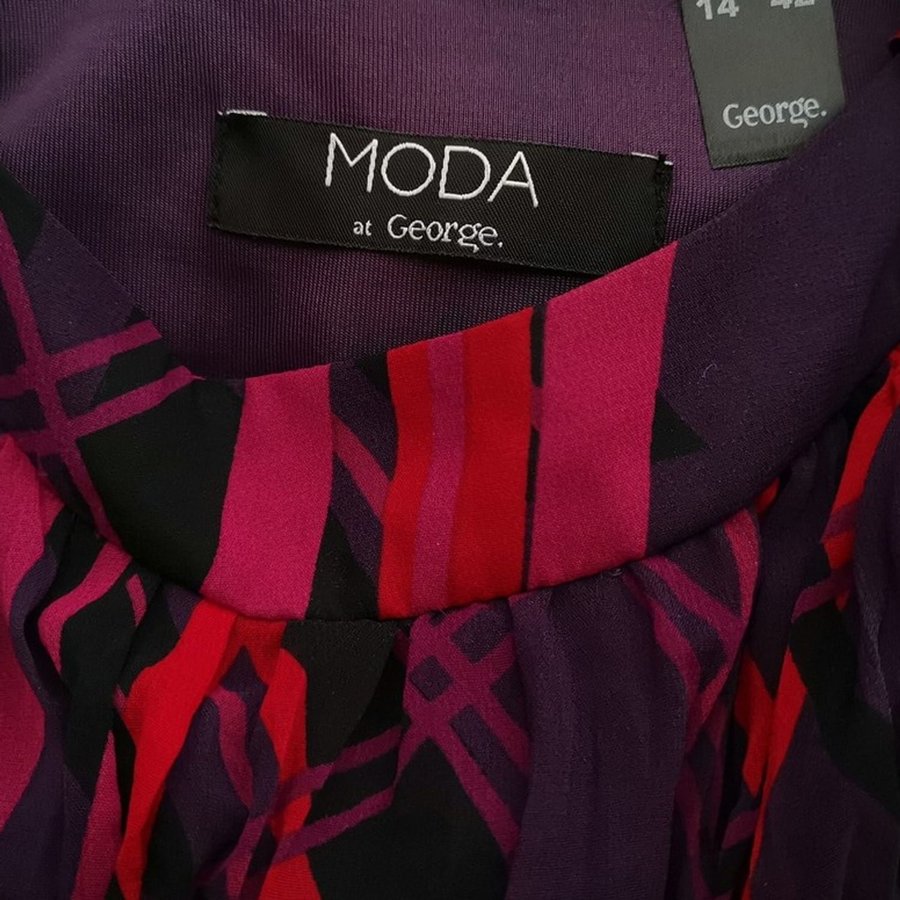 14 42
George.
MODA
at George.